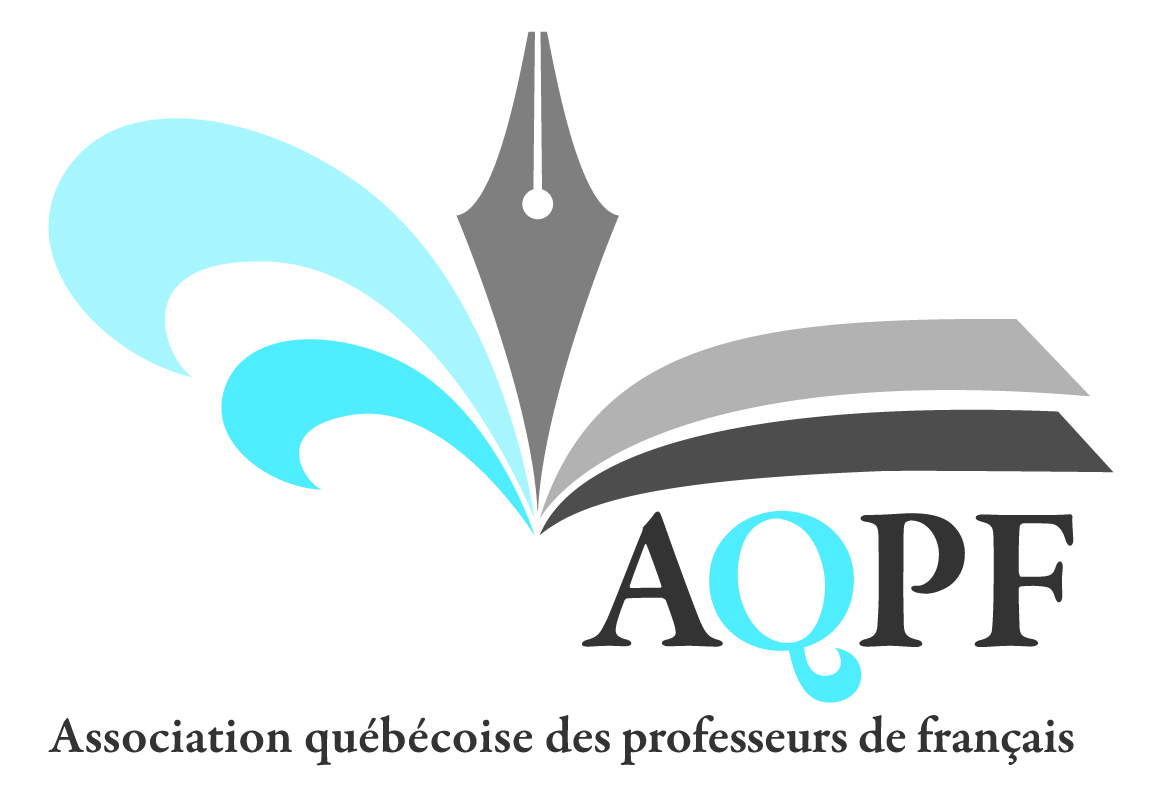 AQPF
Association québécoise des professeurs de français